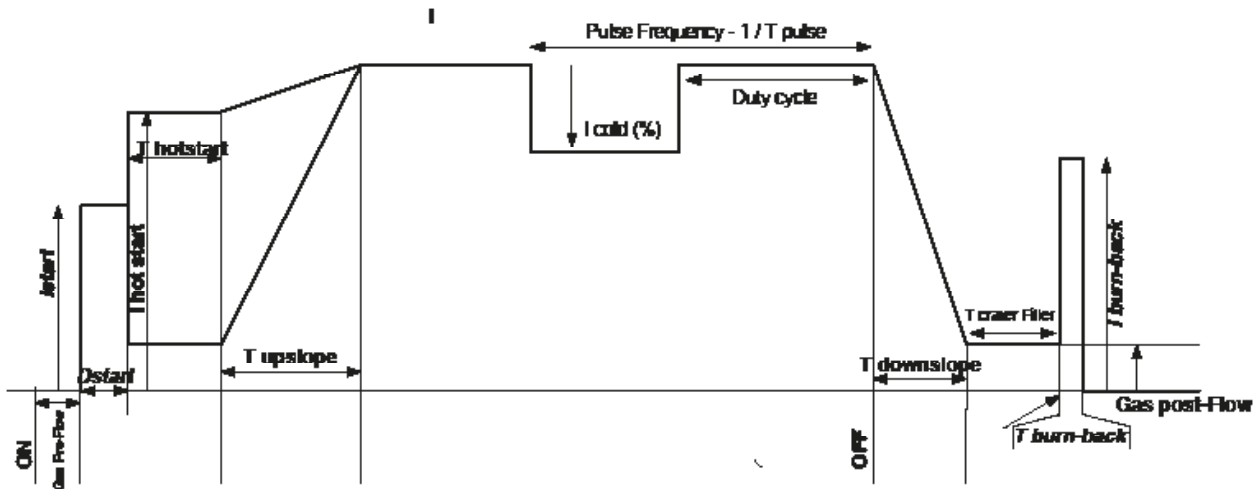 I
Pulse Frequency - 1 / T pulse
Duty cycle
I cold (%)
T hotstart
I hot start
Istart
Dstart
T upslope
T downslope
T crater Filler
I burn-back
Gas post-Flow
T burn-back
ON
Gas Pre-Flow
OFF